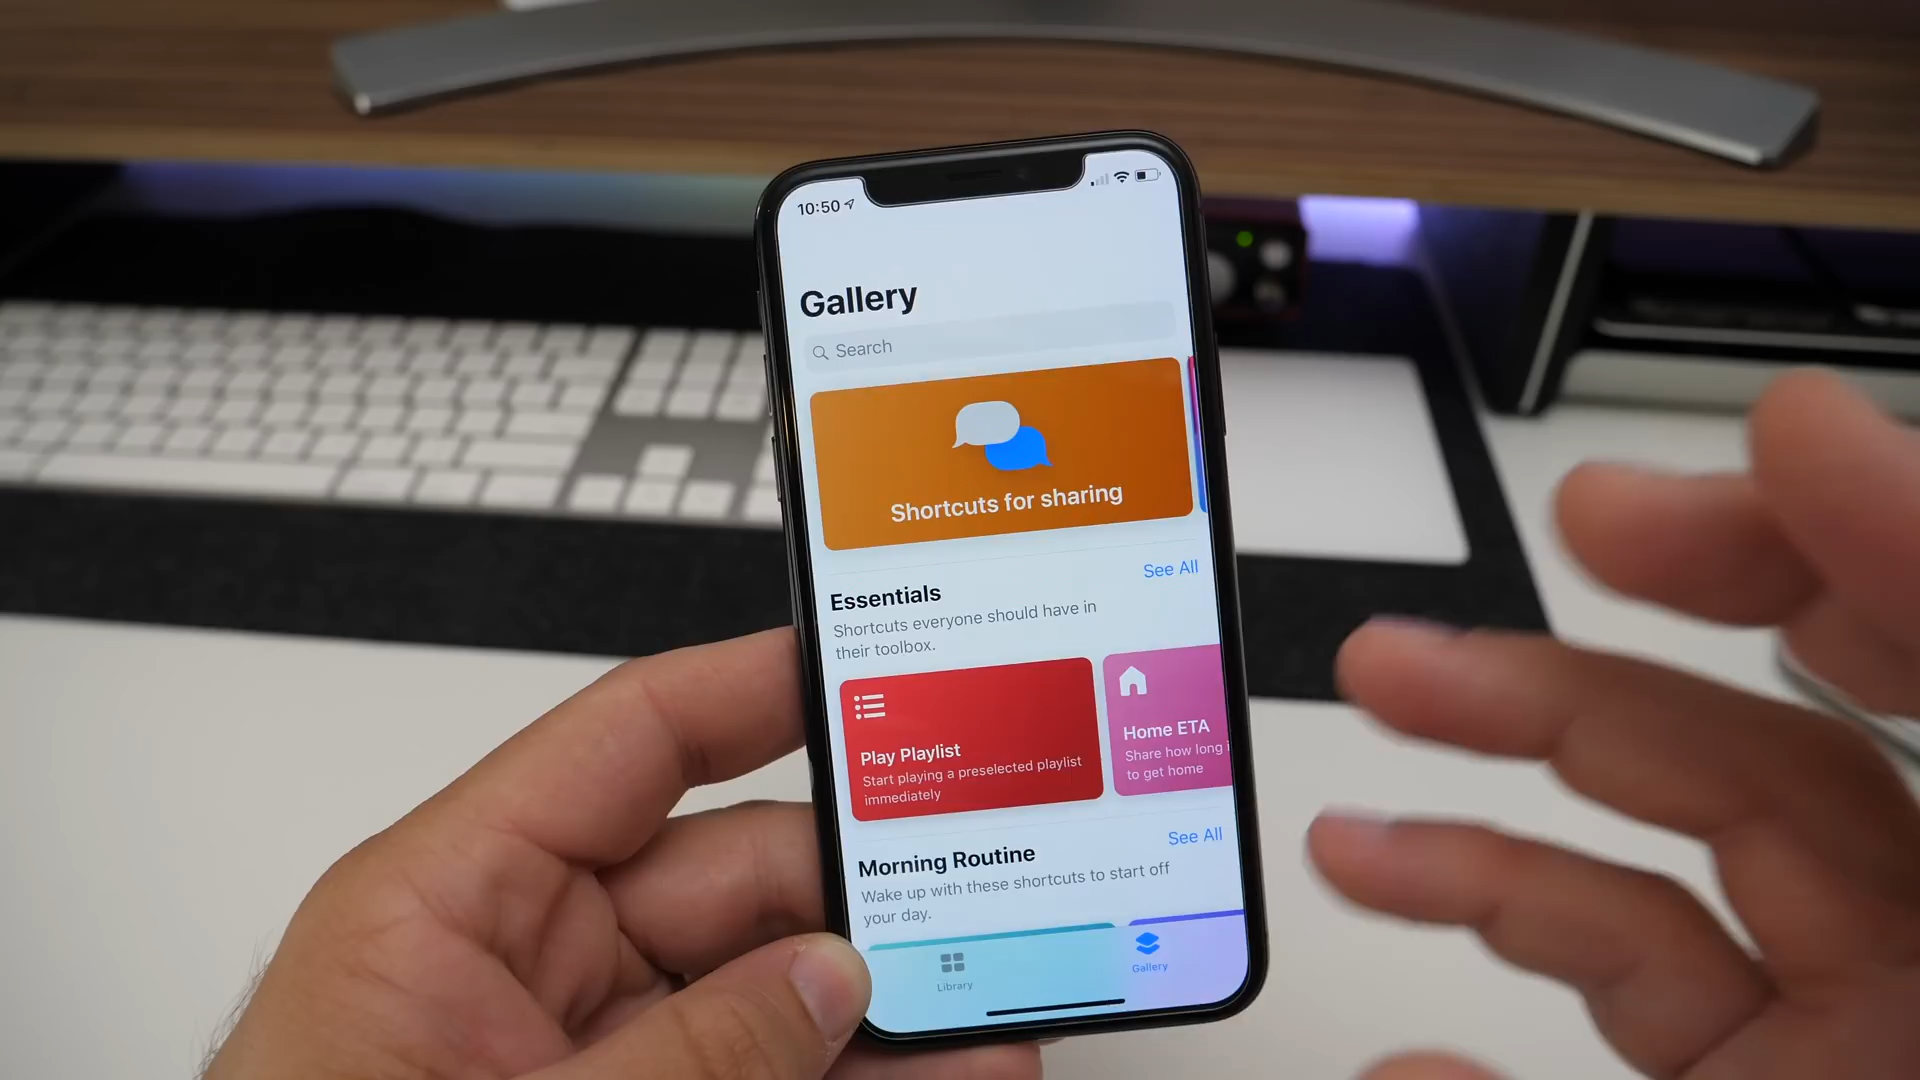 10:50
Gallery
Search
Shortcuts for sharing
Essentials
See All
Shortcuts everyone should have in
their toolbox.
Play Playlist
Start playing a preselected playlist
immediately
Home ETA
Share how long
to get home
Morning Routine
See All
Wake up with these shortcuts to start off
your day.
Library
Gallery